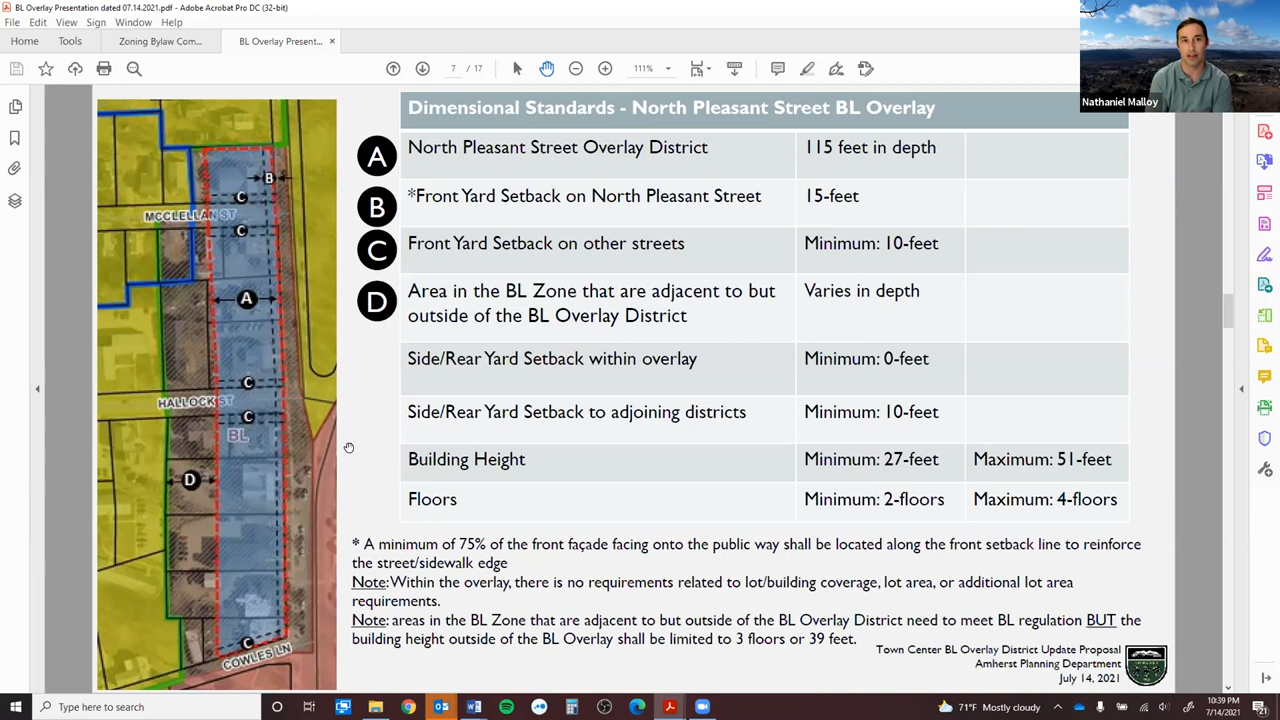 BL Overlay Presentation dated 07.14.2021.pdf - Adobe Acrobat Pro DC (32-bit)
File Edit View Sign Window Help
Home Tools Zoning Bylaw Com... BL Overlay Present... ×
7 / 11 111%
Nathaniel Malloy
Dimensional Standards - North Pleasant Street BL Overlay
A North Pleasant Street Overlay District 115 feet in depth
B *Front Yard Setback on North Pleasant Street 15-feet
C Front Yard Setback on other streets Minimum: 10-feet
D Area in the BL Zone that are adjacent to but outside of the BL Overlay District Varies in depth
Side/Rear Yard Setback within overlay Minimum: 0-feet
Side/Rear Yard Setback to adjoining districts Minimum: 10-feet
Building Height Minimum: 27-feet Maximum: 51-feet
Floors Minimum: 2-floors Maximum: 4-floors
B
C
MCCLELLAN ST
C
A
C
HALLOCK ST
C
BL
D
C
COWLES LN
* A minimum of 75% of the front façade facing onto the public way shall be located along the front setback line to reinforce
the street/sidewalk edge
Note: Within the overlay, there is no requirements related to lot/building coverage, lot area, or additional lot area
requirements.
Note: areas in the BL Zone that are adjacent to but outside of the BL Overlay District need to meet BL regulation BUT the
building height outside of the BL Overlay shall be limited to 3 floors or 39 feet.
Town Center BL Overlay District Update Proposal
Amherst Planning Department
July 14, 2021
Type here to search
71°F Mostly cloudy
10:39 PM
7/14/2021
21